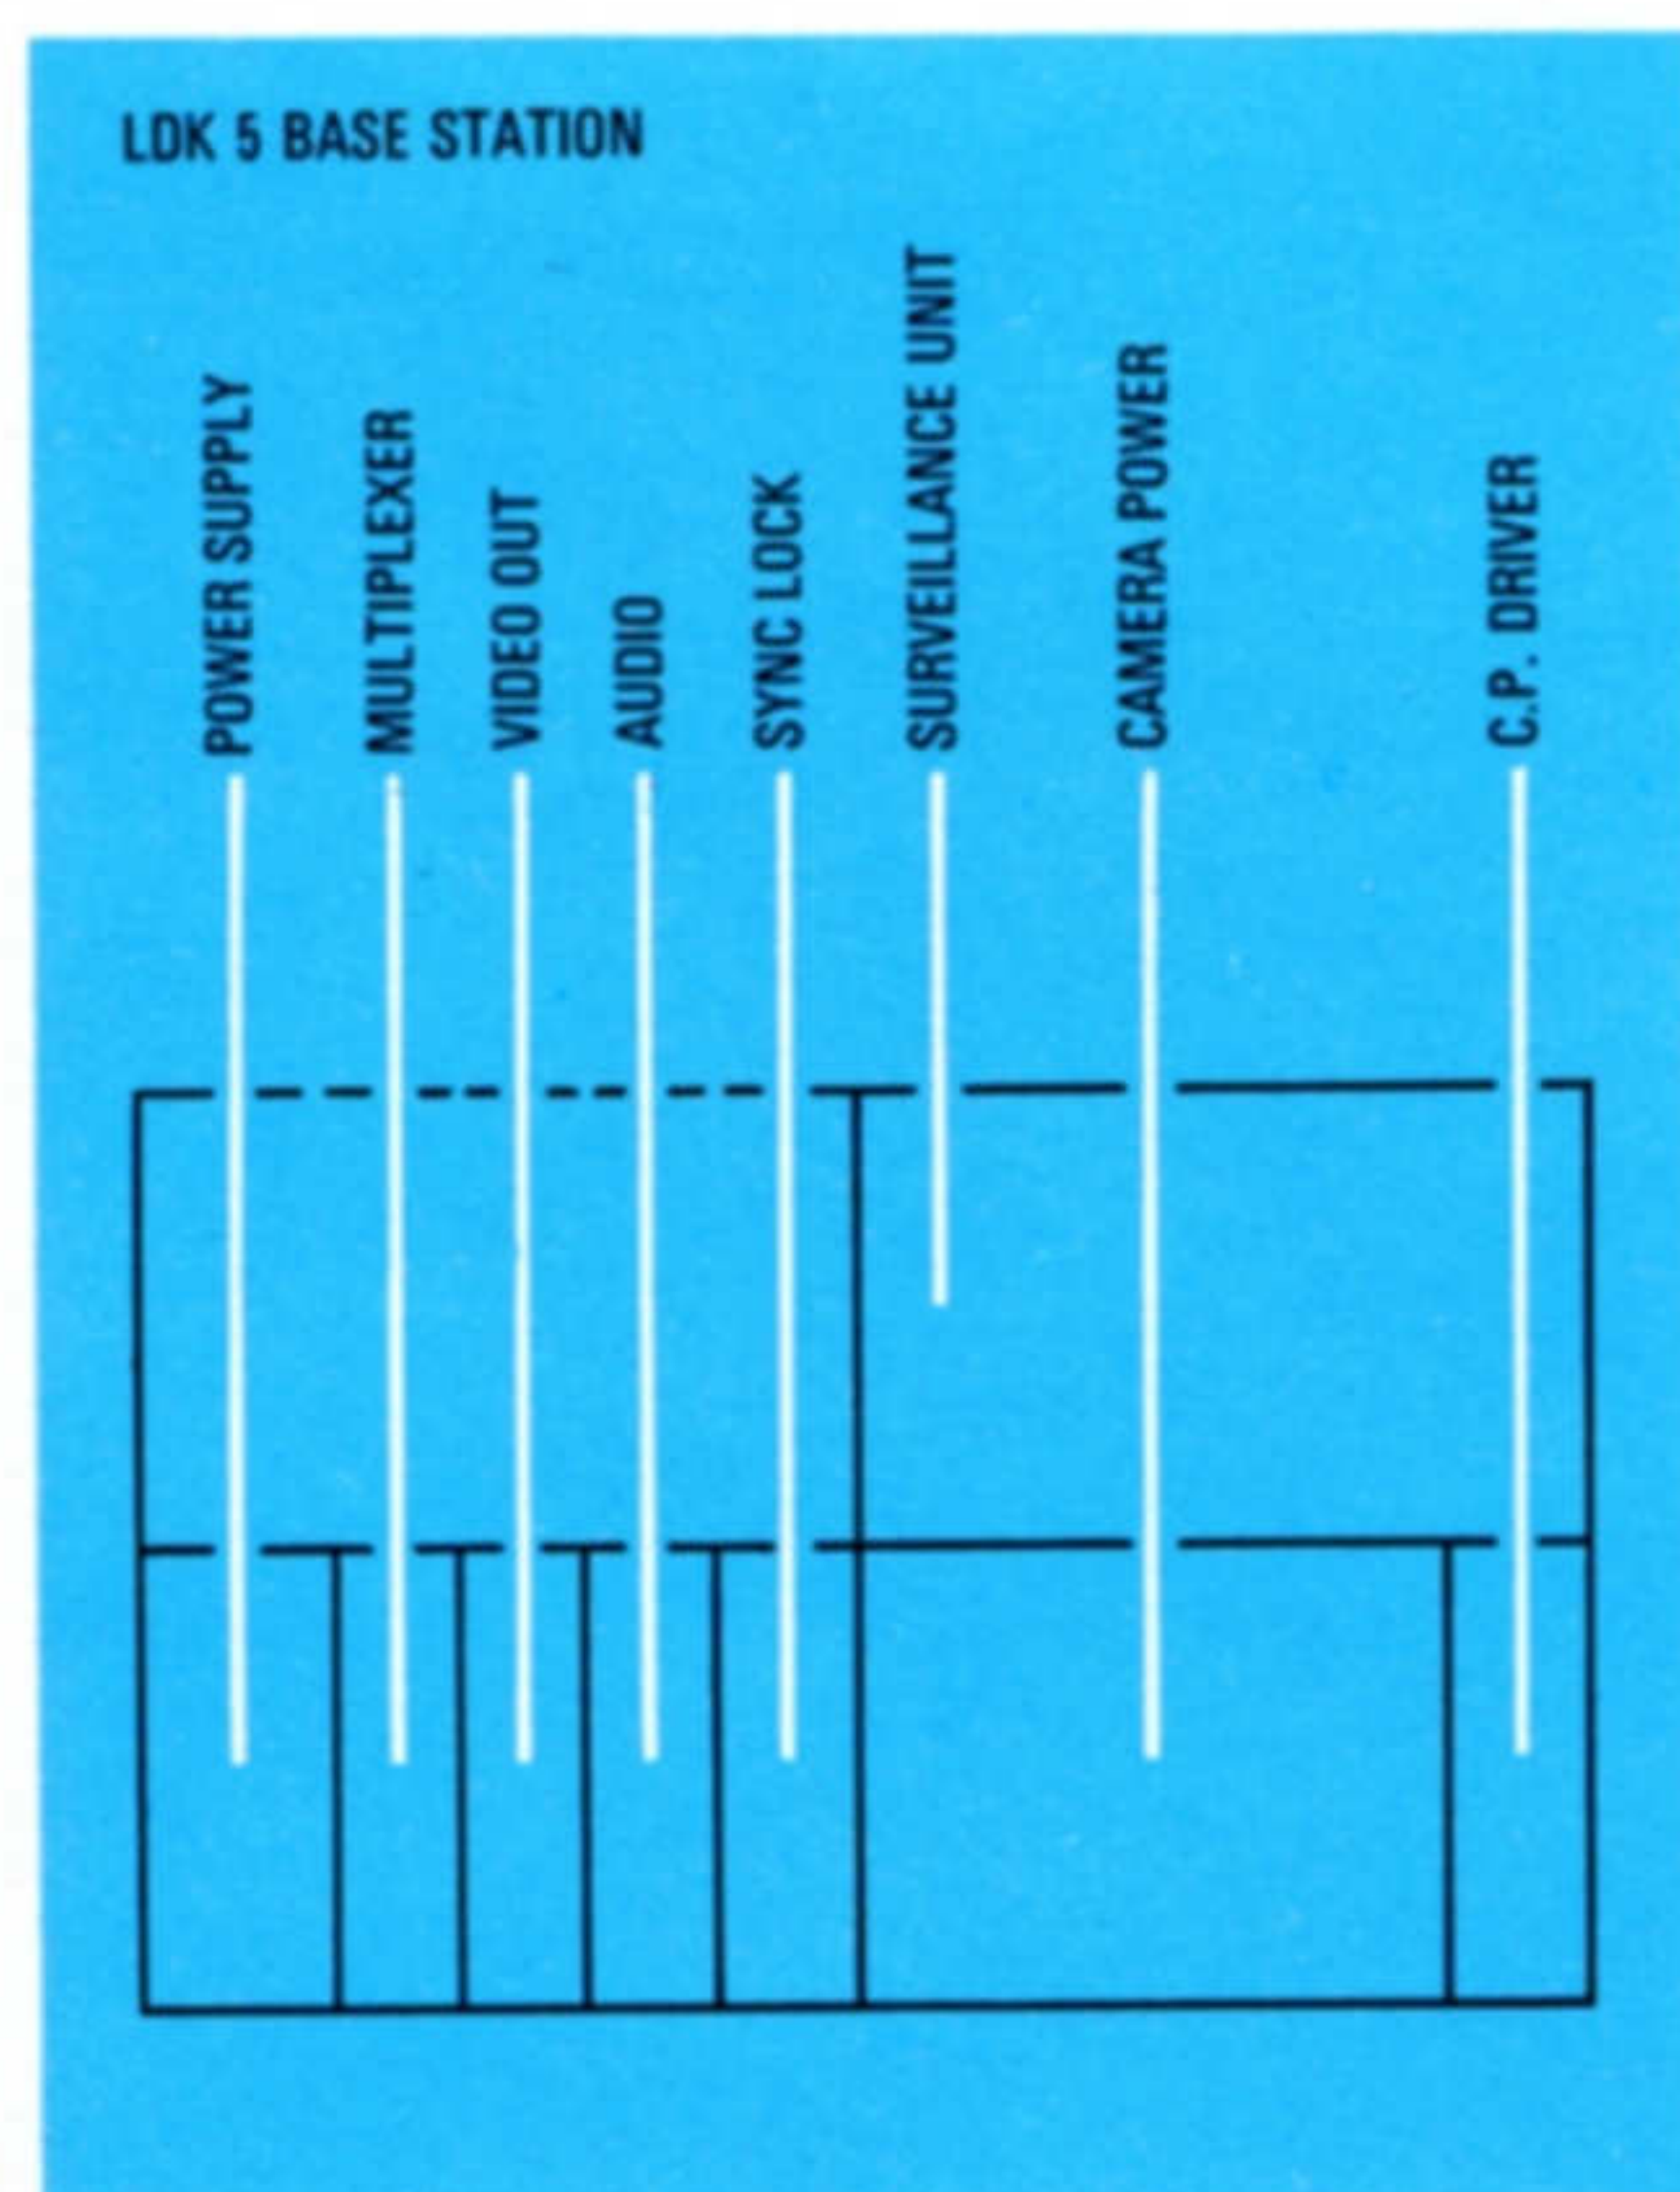 LDK 5 BASE STATION
POWER SUPPLY
MULTIPLEXER
VIDEO OUT
AUDIO
SYNC LOCK
SURVEILLANCE UNIT
CAMERA POWER
C.P. DRIVER